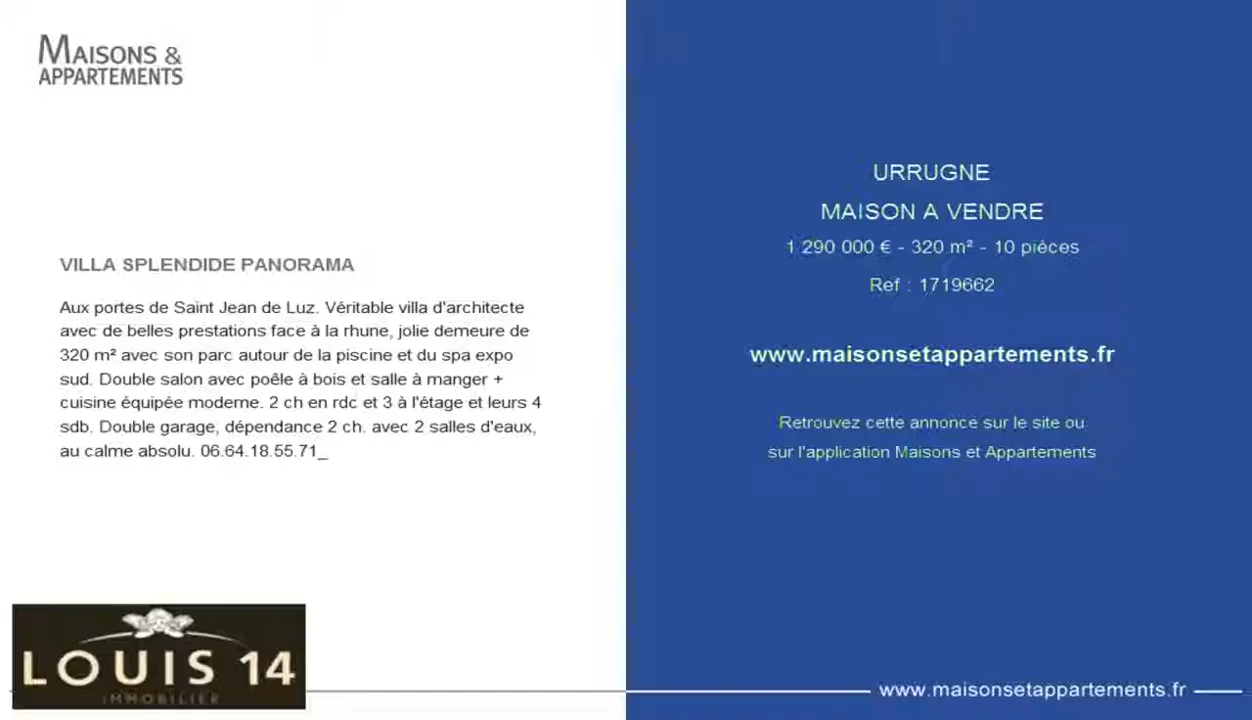 MAISONS &
APPARTEMENTS
VILLA SPLENDIDE PANORAMA
Aux portes de Saint Jean de Luz. Véritable villa d'architecte
avec de belles prestations face à la rhune, jolie demeure de
320 m² avec son parc autour de la piscine et du spa expo
sud. Double salon avec poêle à bois et salle à manger +
cuisine équipée moderne. 2 ch en rdc et 3 à l'étage et leurs 4
sdb. Double garage, dépendance 2 ch. avec 2 salles d'eaux,
au calme absolu. 06.64.18.55.71_
LOUIS 14
IMMOBILIER
URRUGNE
MAISON A VENDRE
1 290 000 € - 320 m² - 10 pièces
Ref : 1719662
www.maisonsetappartements.fr
Retrouvez cette annonce sur le site ou
sur l'application Maisons et Appartements
www.maisonsetappartements.fr